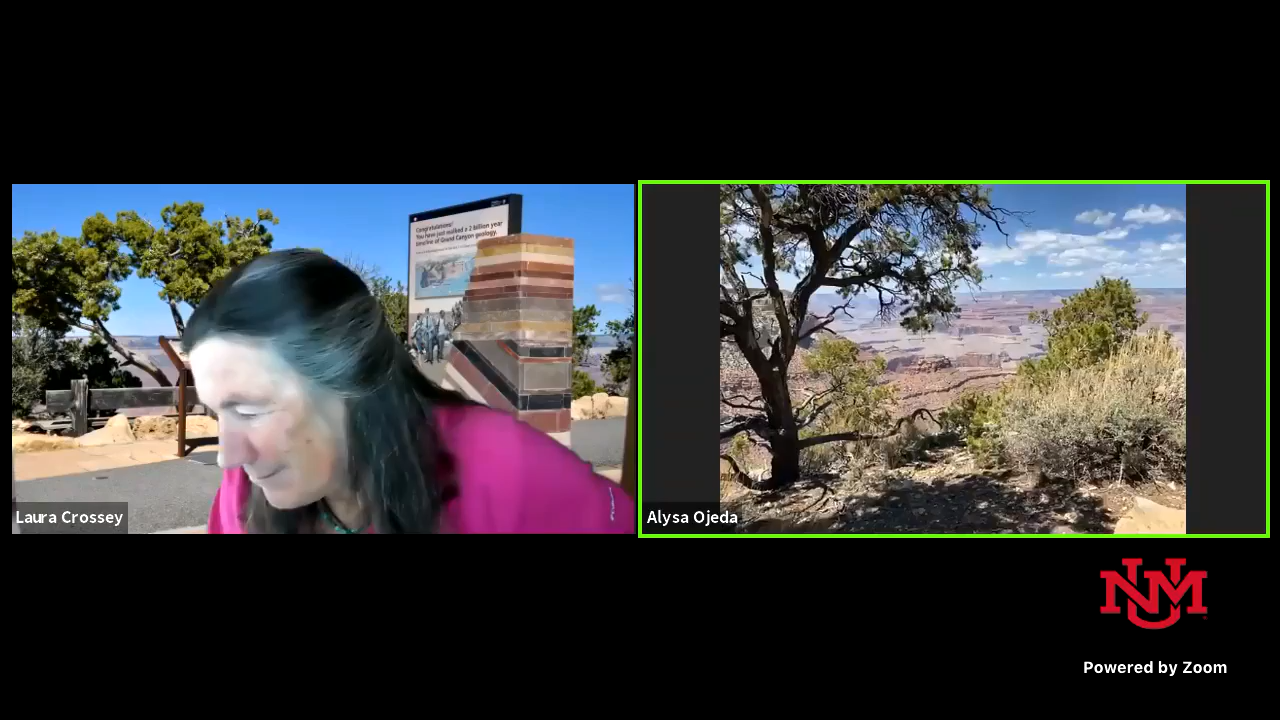 Congratulations!
You have just walked a 2 billion year
timeline of Grand Canyon geology.
Laura Crossey
Alysa Ojeda
UNM
Powered by Zoom